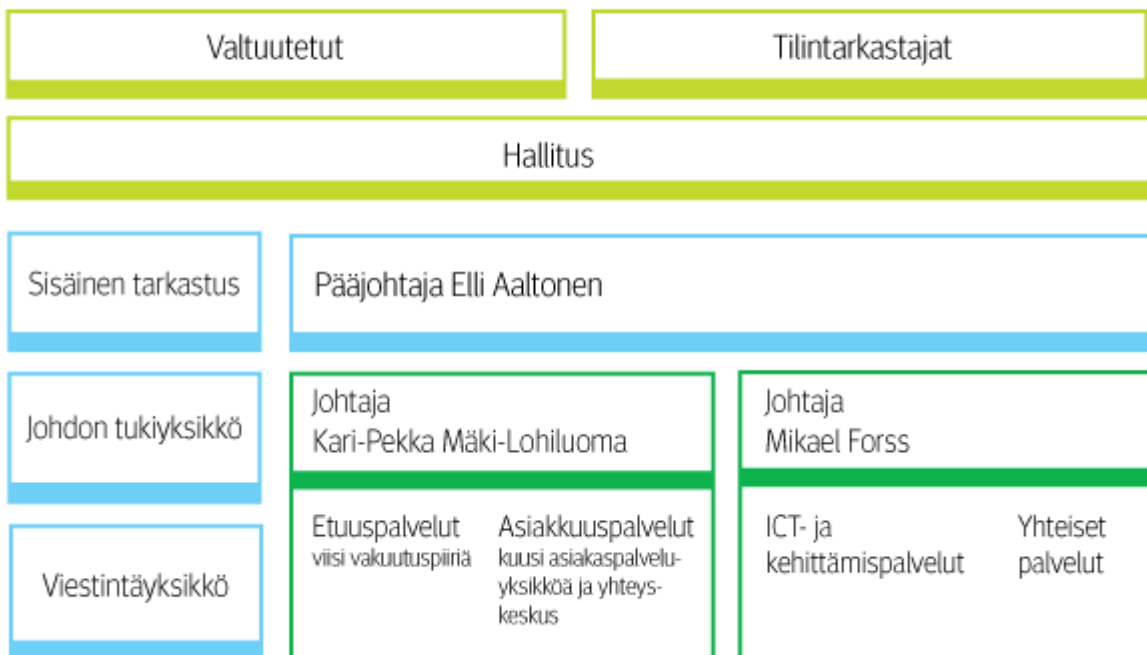 Valtuutetut
Tilintarkastajat
Hallitus
Sisäinen tarkastus
Pääjohtaja Elli Aaltonen
Johdon tukiyksikkö
Johtaja
Kari-Pekka Mäki-Lohiluoma
Johtaja
Mikael Forss
Viestintäyksikkö
Etuuspalvelut
viisi vakuutuspiiriä
Asiakkuuspalvelut
kuusi asiakaspalvelu-
yksikköä ja yhteys-
keskus
ICT- ja
kehittämispalvelut
Yhteiset
palvelut